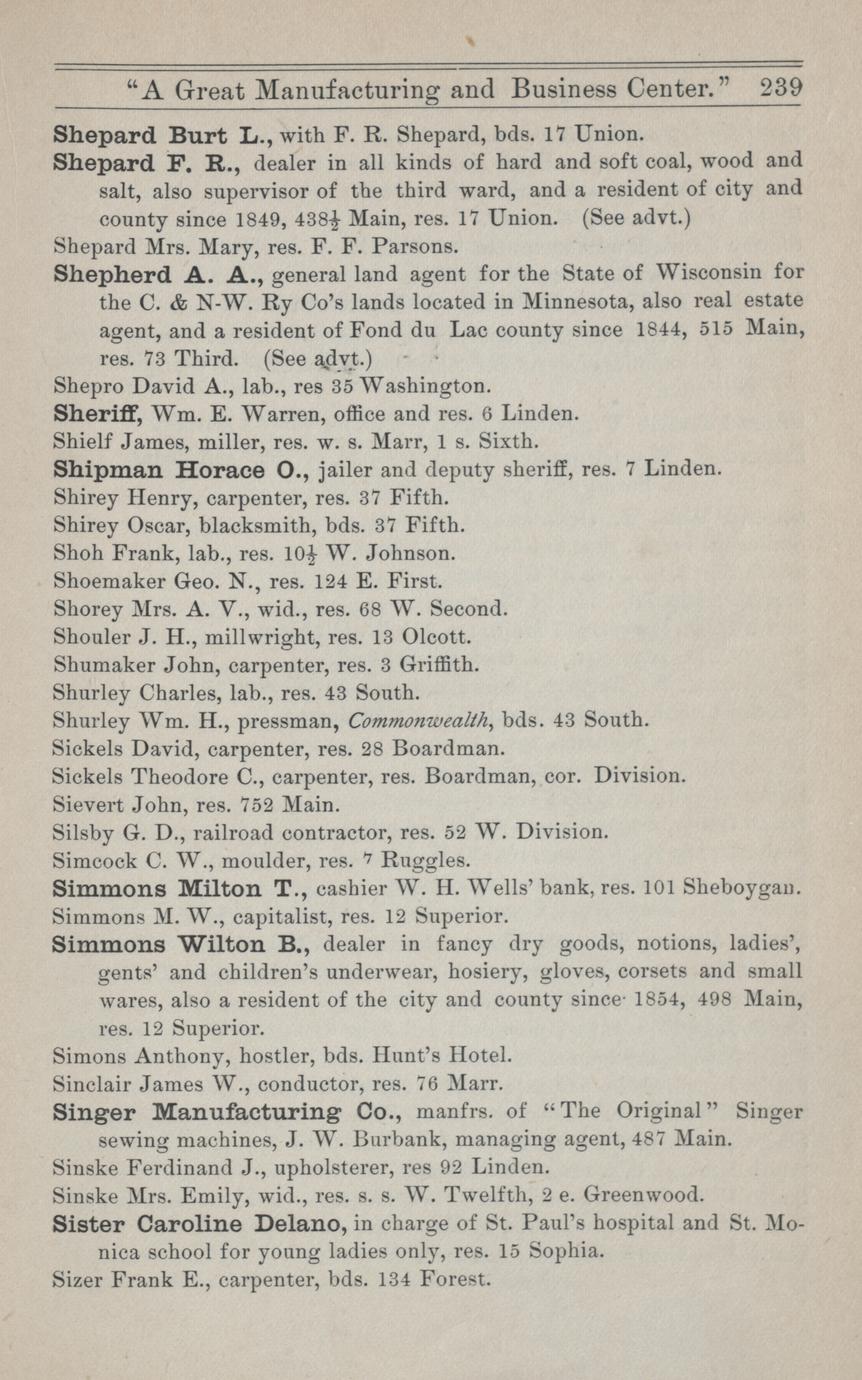 “A Great Manufacturing and Business Center.” 239
Shepard Burt L., with F. R. Shepard, bds. 17 Union.
Shepard F. R., dealer in all kinds of hard and soft coal, wood and
salt, also supervisor of the third ward, and a resident of city and
county since 1849, 438½ Main, res. 17 Union. (See advt.)
Shepard Mrs. Mary, res. F. F. Parsons.
Shepherd A. A., general land agent for the State of Wisconsin for
the C. & N-W. Ry Co’s lands located in Minnesota, also real estate
agent, and a resident of Fond du Lac county since 1844, 515 Main,
res. 73 Third. (See advt.)
Shepro David A., lab., res 35 Washington.
Sheriff, Wm. E. Warren, office and res. 6 Linden.
Shielf James, miller, res. w. s. Marr, 1 s. Sixth.
Shipman Horace O., jailer and deputy sheriff, res. 7 Linden.
Shirey Henry, carpenter, res. 37 Fifth.
Shirey Oscar, blacksmith, bds. 37 Fifth.
Shoh Frank, lab., res. 10½ W. Johnson.
Shoemaker Geo. N., res. 124 E. First.
Shorey Mrs. A. V., wid., res. 68 W. Second.
Shouler J. H., millwright, res. 13 Olcott.
Shumaker John, carpenter, res. 3 Griffith.
Shurley Charles, lab., res. 43 South.
Shurley Wm. H., pressman, Commonwealth, bds. 43 South.
Sickels David, carpenter, res. 28 Boardman.
Sickels Theodore C., carpenter, res. Boardman, cor. Division.
Sievert John, res. 752 Main.
Silsby G. D., railroad contractor, res. 52 W. Division.
Simcock C. W., moulder, res. 7 Ruggles.
Simmons Milton T., cashier W. H. Wells’ bank, res. 101 Sheboygan.
Simmons M. W., capitalist, res. 12 Superior.
Simmons Wilton B., dealer in fancy dry goods, notions, ladies’,
gents’ and children’s underwear, hosiery, gloves, corsets and small
wares, also a resident of the city and county since 1854, 498 Main,
res. 12 Superior.
Simons Anthony, hostler, bds. Hunt’s Hotel.
Sinclair James W., conductor, res. 76 Marr.
Singer Manufacturing Co., manfrs. of “The Original” Singer
sewing machines, J. W. Burbank, managing agent, 487 Main.
Sinske Ferdinand J., upholsterer, res 92 Linden.
Sinske Mrs. Emily, wid., res. s. s. W. Twelfth, 2 e. Greenwood.
Sister Caroline Delano, in charge of St. Paul’s hospital and St. Mo-
nica school for young ladies only, res. 15 Sophia.
Sizer Frank E., carpenter, bds. 134 Forest.